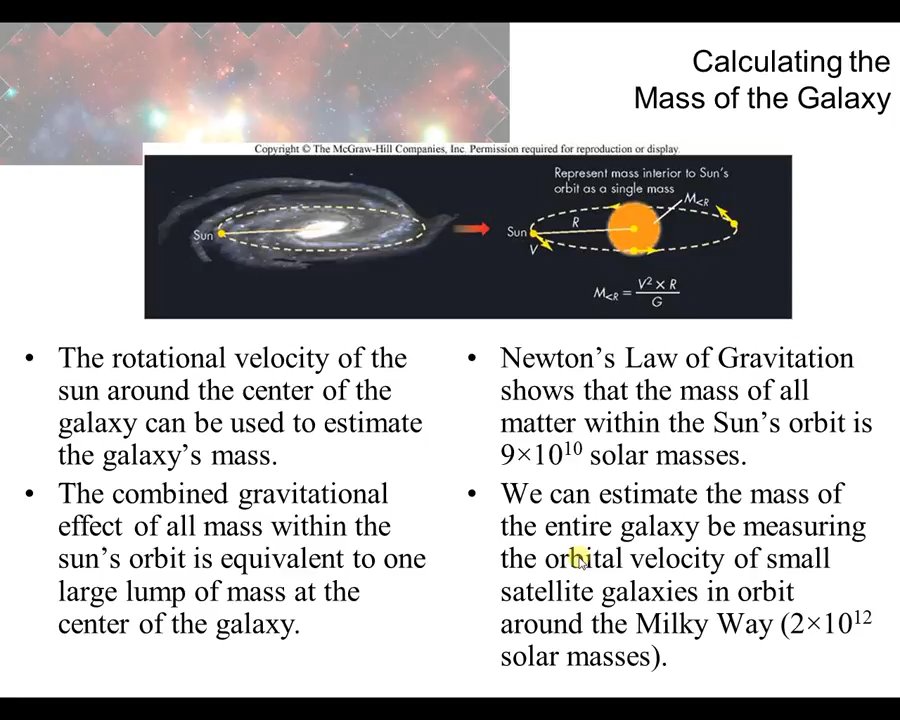 Calculating the
Mass of the Galaxy
Copyright © The McGraw-Hill Companies, Inc. Permission required for reproduction or display.
Represent mass interior to Sun's
orbit as a single mass
M<R
R
Sun
Sun
V
M<R = V² × R / G
• The rotational velocity of the
sun around the center of the
galaxy can be used to estimate
the galaxy's mass.
• The combined gravitational
effect of all mass within the
sun's orbit is equivalent to one
large lump of mass at the
center of the galaxy.
• Newton's Law of Gravitation
shows that the mass of all
matter within the Sun's orbit is
9×10¹⁰ solar masses.
• We can estimate the mass of
the entire galaxy be measuring
the orbital velocity of small
satellite galaxies in orbit
around the Milky Way (2×10¹²
solar masses).